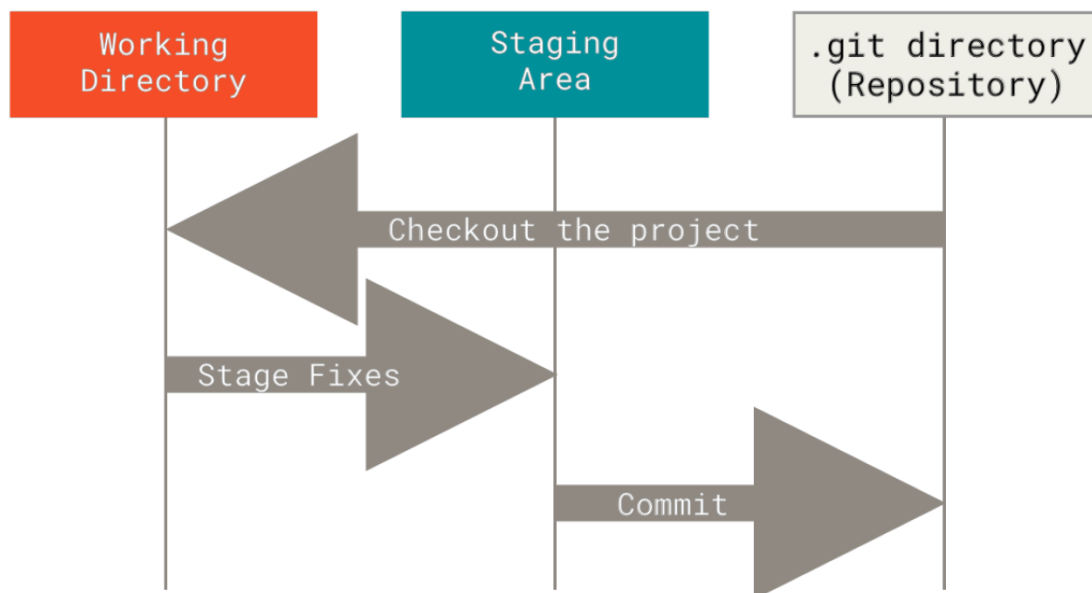 Working
Directory
Staging
Area
.git directory
(Repository)
Checkout the project
Stage Fixes
Commit